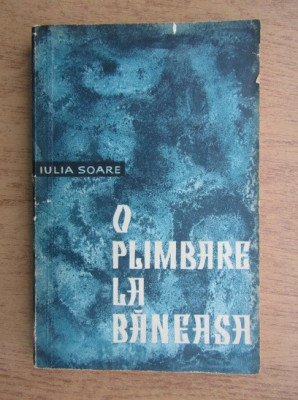 IULIA SOARE
O
PLIMBARE
LA
BĂNEASA